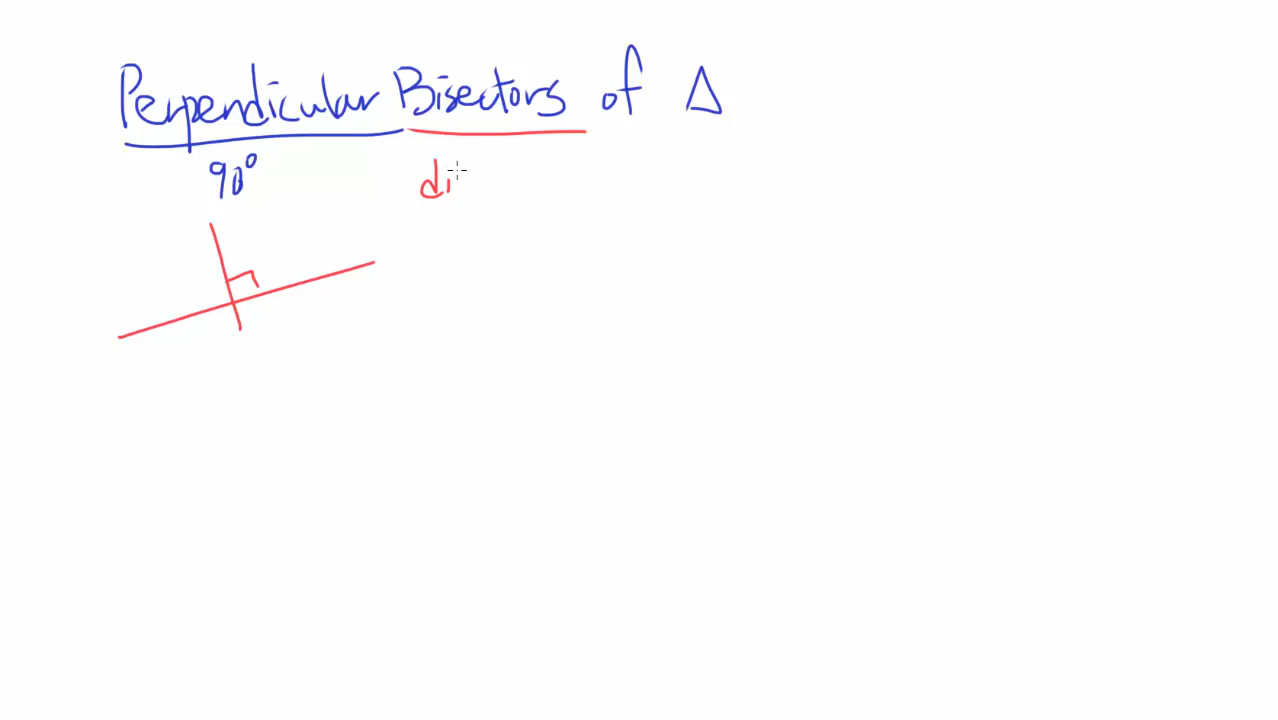 Perpendicular Bisectors of Δ
90° di